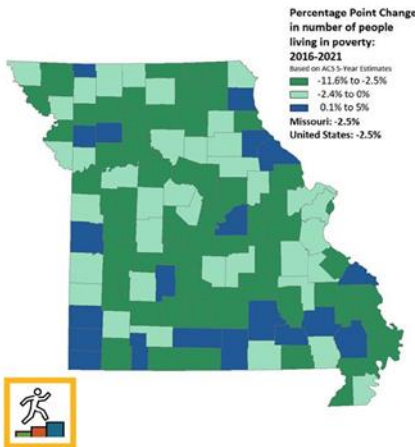 Percentage Point Change
in number of people
living in poverty:
2016-2021
Based on ACS 5-Year Estimates
-11.6% to -2.5%
-2.4% to 0%
0.1% to 5%
Missouri: -2.5%
United States: -2.5%